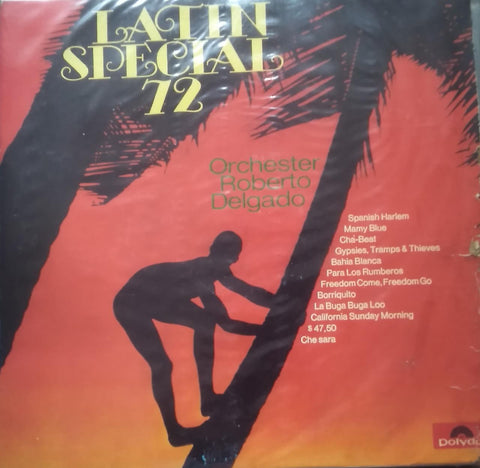 LATIN
SPECIAL
72
Orchester
Roberto
Delgado
Spanish Harlem
Mamy Blue
Cha-Beat
Gypsies, Tramps & Thieves
Bahia Blanca
Para Los Rumberos
Freedom Come, Freedom Go
Borriquito
La Buga Buga Loo
California Sunday Morning
$ 47,50
Che sara
Polydo